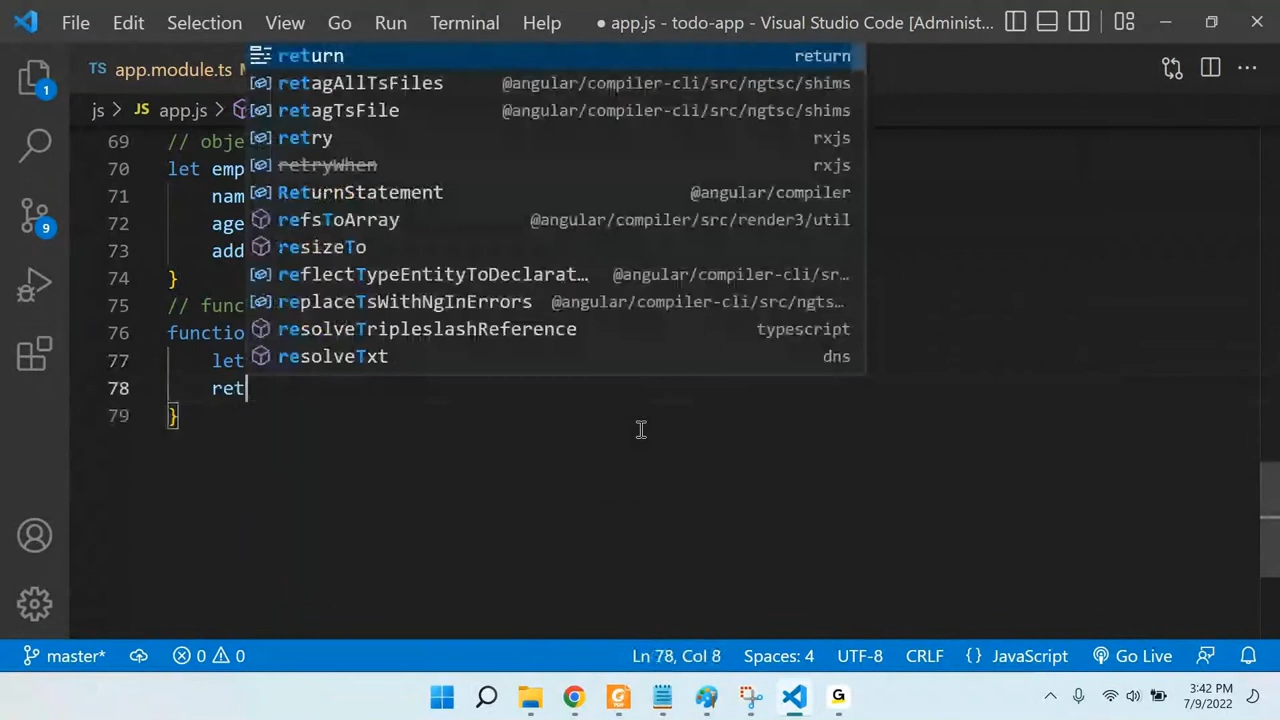 File Edit Selection View Go Run Terminal Help ● app.js - todo-app - Visual Studio Code [Administ...
TS app.module.ts
js > JS app.js >
return return
retagAllTsFiles @angular/compiler-cli/src/ngtsc/shims
retagTsFile @angular/compiler-cli/src/ngtsc/shims
retry rxjs
retryWhen rxjs
ReturnStatement @angular/compiler
refsToArray @angular/compiler/src/render3/util
resizeTo
reflectTypeEntityToDeclarat... @angular/compiler-cli/sr...
replaceTsWithNgInErrors @angular/compiler-cli/src/ngts...
resolveTripleslashReference typescript
resolveTxt dns
1
9
69 // obje
70 let emp
71 nam
72 age
73 add
74 }
75 // func
76 functio
77 let
78 ret
79 }
master* 0 0 Ln 78, Col 8 Spaces: 4 UTF-8 CRLF {} JavaScript Go Live
G 3:42 PM
7/9/2022